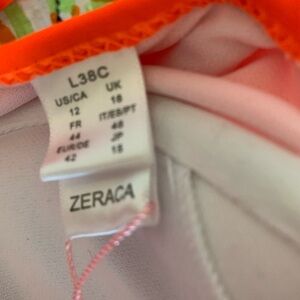 L38C
US/CA UK
12 16
FR IT/ES/PT
44 48
EUR/DE JP
42 15
ZERACA